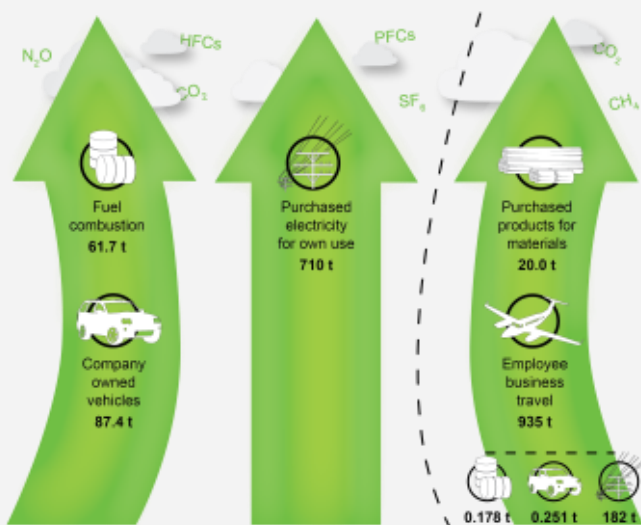 N₂O
HFCs
CO₂
PFCs
SF₆
CO₂
CH₄
Fuel
combustion
61.7 t
Company
owned
vehicles
87.4 t
Purchased
electricity
for own use
710 t
Purchased
products for
materials
20.0 t
Employee
business
travel
935 t
0.178 t
0.251 t
182 t